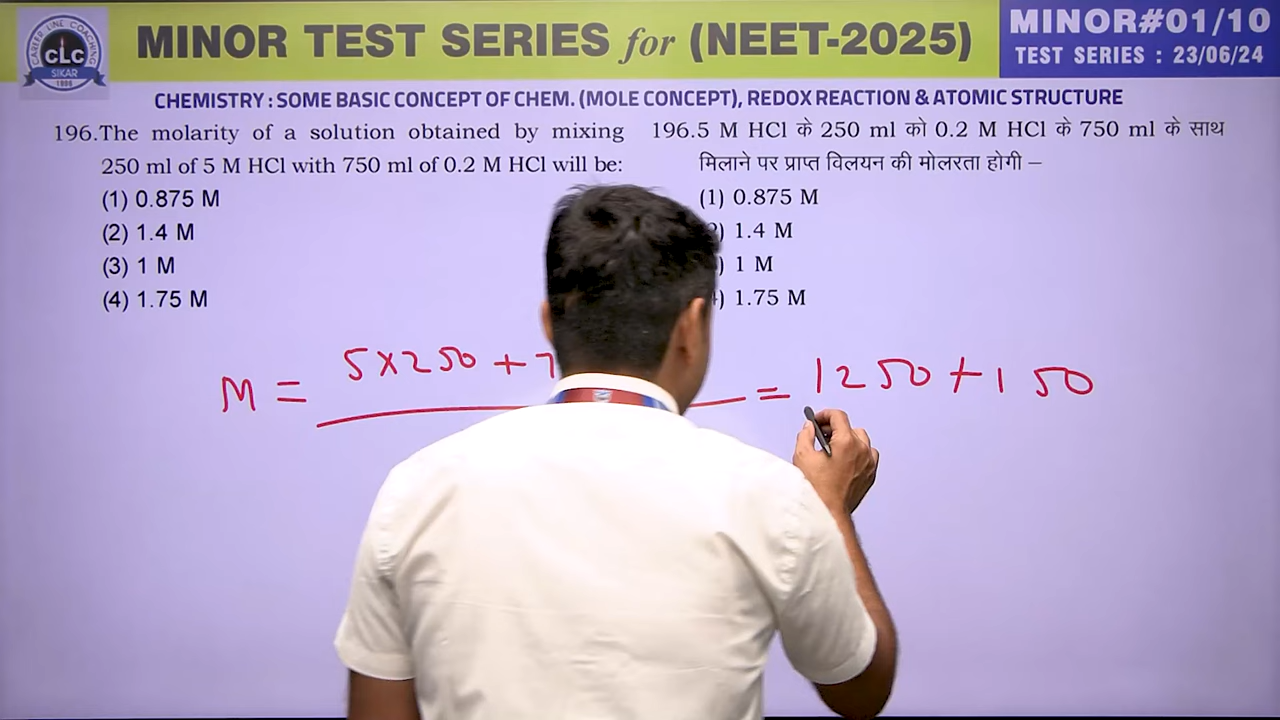 CAREER LINE COACHING
CLC
SIKAR
1996
MINOR TEST SERIES for (NEET-2025)
MINOR#01/10
TEST SERIES : 23/06/24
CHEMISTRY : SOME BASIC CONCEPT OF CHEM. (MOLE CONCEPT), REDOX REACTION & ATOMIC STRUCTURE
196.The molarity of a solution obtained by mixing
250 ml of 5 M HCl with 750 ml of 0.2 M HCl will be:
(1) 0.875 M
(2) 1.4 M
(3) 1 M
(4) 1.75 M
196.5 M HCl के 250 ml को 0.2 M HCl के 750 ml के साथ
मिलाने पर प्राप्त विलयन की मोलरता होगी –
(1) 0.875 M
) 1.4 M
) 1 M
) 1.75 M
M = 5×250 + 7 = 1250 + 150